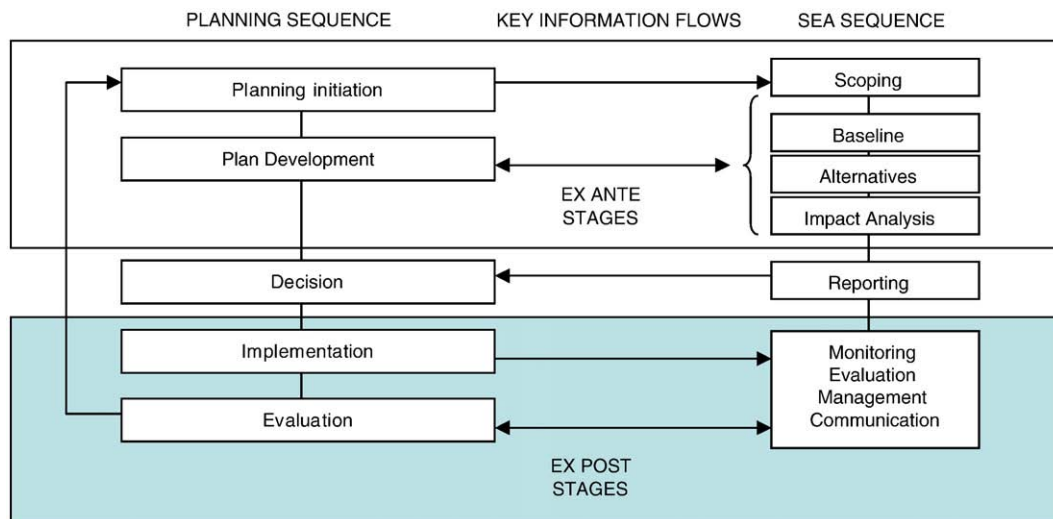 PLANNING SEQUENCE
KEY INFORMATION FLOWS
SEA SEQUENCE
Planning initiation
Scoping
Plan Development
Baseline
Alternatives
Impact Analysis
EX ANTE
STAGES
Decision
Reporting
Implementation
Evaluation
Monitoring
Evaluation
Management
Communication
EX POST
STAGES